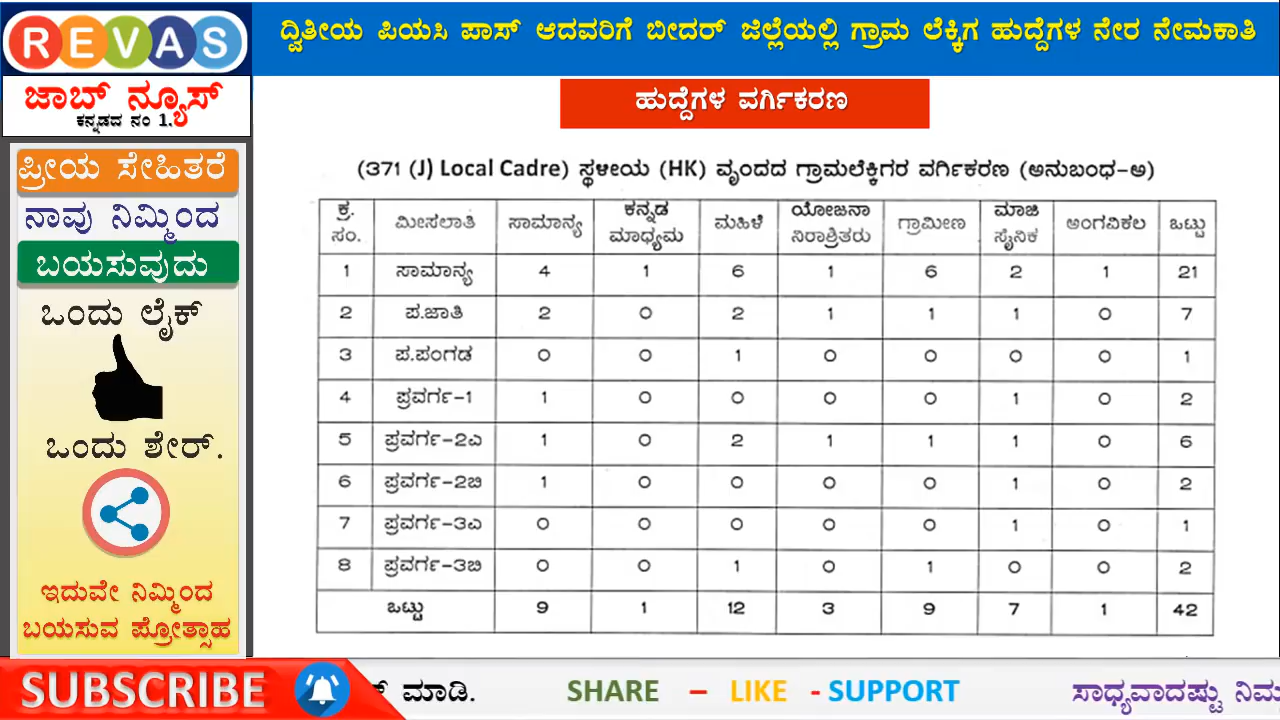 REVAS
ಜಾಬ್ ನ್ಯೂಸ್
ಕನ್ನಡದ ನಂ 1.
ದ್ವಿತೀಯ ಪಿಯಸಿ ಪಾಸ್ ಆದವರಿಗೆ ಬೀದರ್ ಜಿಲ್ಲೆಯಲ್ಲಿ ಗ್ರಾಮ ಲೆಕ್ಕಿಗ ಹುದ್ದೆಗಳ ನೇರ ನೇಮಕಾತಿ
ಹುದ್ದೆಗಳ ವರ್ಗಿಕರಣ
ಪ್ರೀಯ ಸೇಹಿತರೆ
ನಾವು ನಿಮ್ಮಿಂದ
ಬಯಸುವುದು
ಒಂದು ಲೈಕ್
ಒಂದು ಶೇರ್.
ಇದುವೇ ನಿಮ್ಮಿಂದ
ಬಯಸುವ ಪ್ರೋತ್ಸಾಹ
(371 (J) Local Cadre) ಸ್ಥಳೀಯ (HK) ವೃಂದದ ಗ್ರಾಮಲೆಕ್ಕಿಗರ ವರ್ಗಿಕರಣ (ಅನುಬಂಧ-ಅ)
ಕ್ರ.ಸಂ. ಮೀಸಲಾತಿ ಸಾಮಾನ್ಯ ಕನ್ನಡ ಮಾಧ್ಯಮ ಮಹಿಳೆ ಯೋಜನಾ ನಿರಾಶ್ರಿತರು ಗ್ರಾಮೀಣ ಮಾಜಿ ಸೈನಿಕ ಅಂಗವಿಕಲ ಒಟ್ಟು
1 ಸಾಮಾನ್ಯ 4 1 6 1 6 2 1 21
2 ಪ.ಜಾತಿ 2 0 2 1 1 1 0 7
3 ಪ.ಪಂಗಡ 0 0 1 0 0 0 0 1
4 ಪ್ರವರ್ಗ-1 1 0 0 0 0 1 0 2
5 ಪ್ರವರ್ಗ-2ಎ 1 0 2 1 1 1 0 6
6 ಪ್ರವರ್ಗ-2ಬಿ 1 0 0 0 0 1 0 2
7 ಪ್ರವರ್ಗ-3ಎ 0 0 0 0 0 1 0 1
8 ಪ್ರವರ್ಗ-3ಬಿ 0 0 1 0 1 0 0 2
ಒಟ್ಟು 9 1 12 3 9 7 1 42
SUBSCRIBE ಮಾಡಿ. SHARE – LIKE - SUPPORT ಸಾಧ್ಯವಾದಷ್ಟು